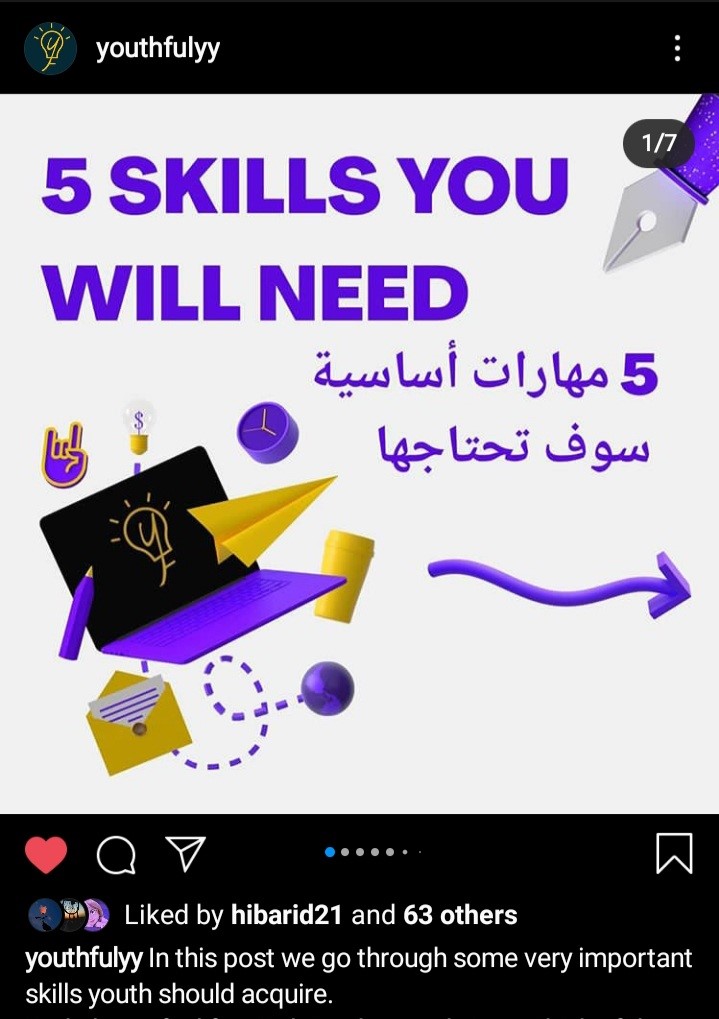 youthfulyy
1/7
5 SKILLS YOU
WILL NEED
5 مهارات أساسية
سوف تحتاجها
$
Liked by hibarid21 and 63 others
youthfulyy In this post we go through some very important
skills youth should acquire.